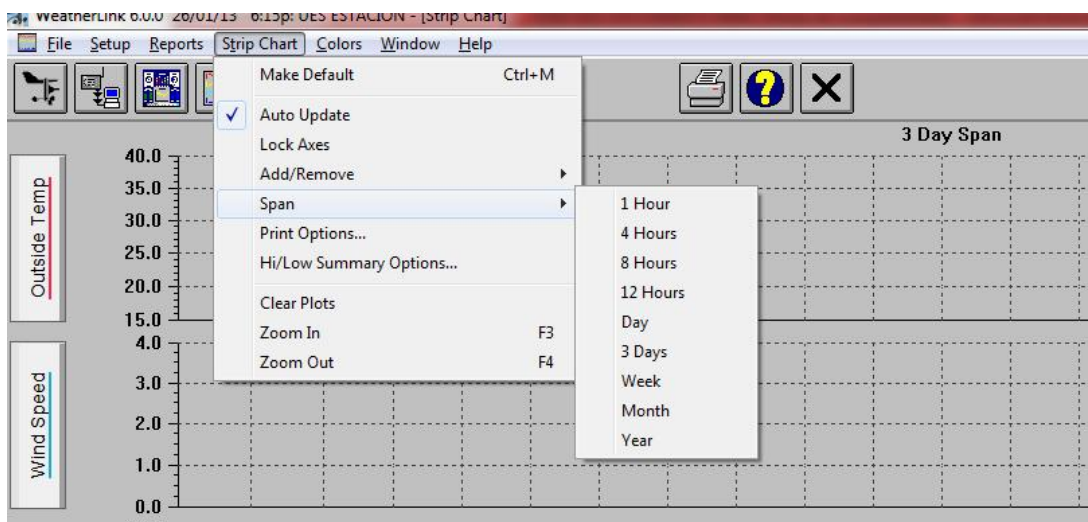 WeatherLink 6.0.0 26/01/13 6:15p: UES ESTACION - [Strip Chart]
File Setup Reports Strip Chart Colors Window Help
Make Default Ctrl+M
Auto Update
Lock Axes
Add/Remove
Span
Print Options...
Hi/Low Summary Options...
Clear Plots
Zoom In F3
Zoom Out F4
1 Hour
4 Hours
8 Hours
12 Hours
Day
3 Days
Week
Month
Year
3 Day Span
Outside Temp
40.0
35.0
30.0
25.0
20.0
15.0
Wind Speed
4.0
3.0
2.0
1.0
0.0